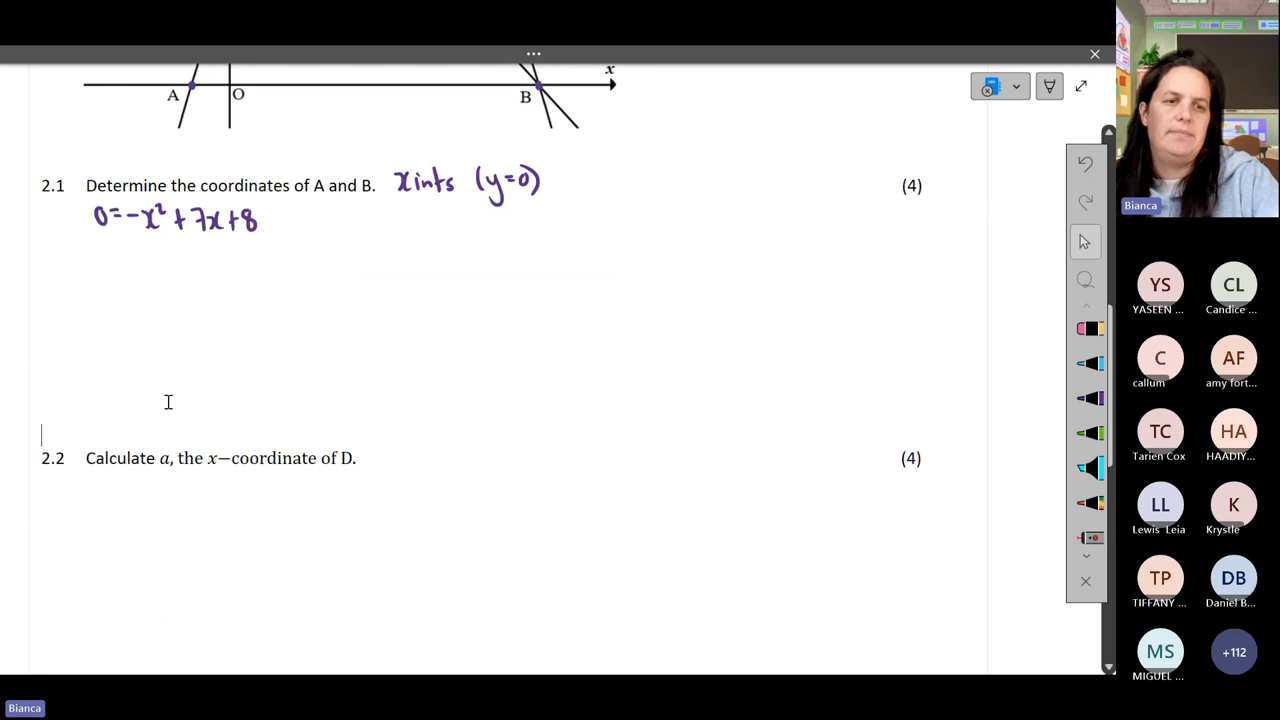 x
A
O
B
2.1 Determine the coordinates of A and B. x ints (y=0) (4)
0=-x²+7x+8
2.2 Calculate a, the x−coordinate of D. (4)
Bianca
YS
YASEEN ...
CL
Candice ...
C
callum
AF
amy fort...
TC
Tarien Cox
HA
HAADIY...
LL
Lewis Leia
K
Krystle
TP
TIFFANY ...
DB
Daniel B...
MS
MIGUEL ...
+112
Bianca